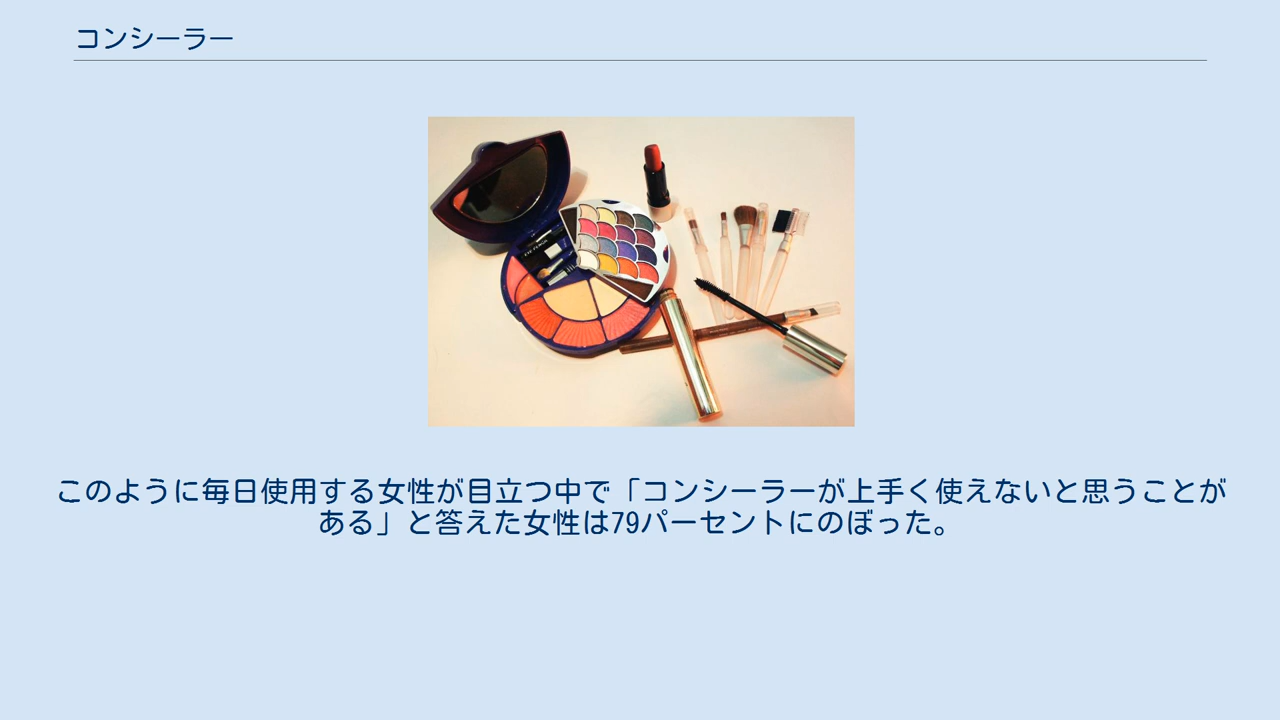 コンシーラー
このように毎日使用する女性が目立つ中で「コンシーラーが上手く使えないと思うことが
ある」と答えた女性は79パーセントにのぼった。